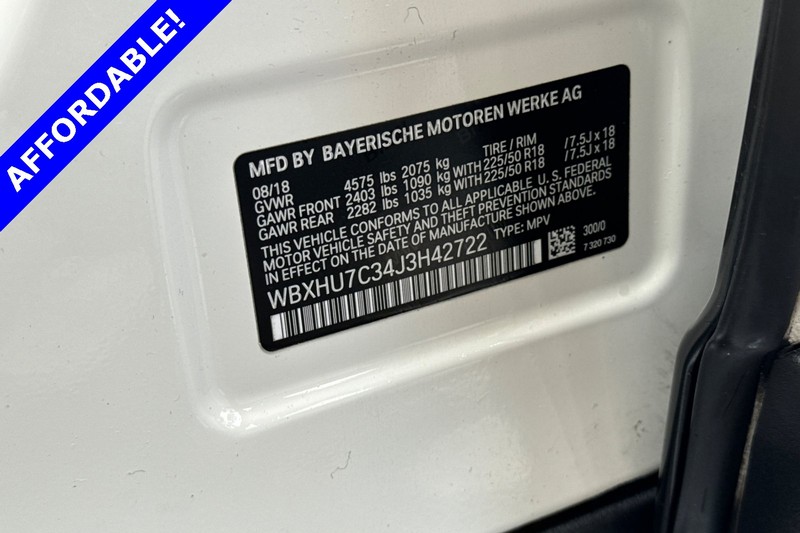 AFFORDABLE!
MFD BY BAYERISCHE MOTOREN WERKE AG
08/18
TIRE / RIM
GVWR 4575 lbs 2075 kg
GAWR FRONT 2403 lbs 1090 kg WITH 225/50 R18 /7.5J x 18
GAWR REAR 2282 lbs 1035 kg WITH 225/50 R18 /7.5J x 18
THIS VEHICLE CONFORMS TO ALL APPLICABLE U. S. FEDERAL
MOTOR VEHICLE SAFETY AND THEFT PREVENTION STANDARDS
IN EFFECT ON THE DATE OF MANUFACTURE SHOWN ABOVE.
WBXHU7C34J3H42722 TYPE: MPV
300/0
7 320 730